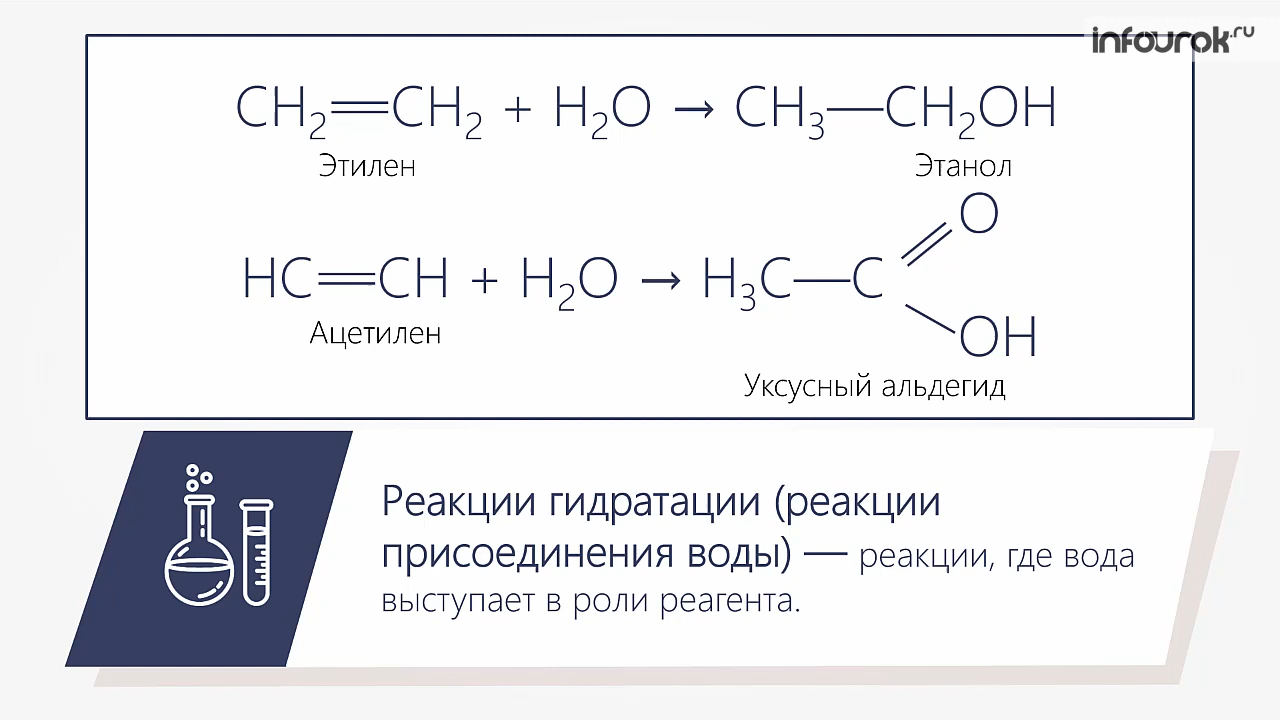 infourok.ru
CH₂=CH₂ + H₂O → CH₃—CH₂OH
Этилен Этанол
O
HC=CH + H₂O → H₃C—C
OH
Ацетилен
Уксусный альдегид
Реакции гидратации (реакции
присоединения воды) — реакции, где вода
выступает в роли реагента.